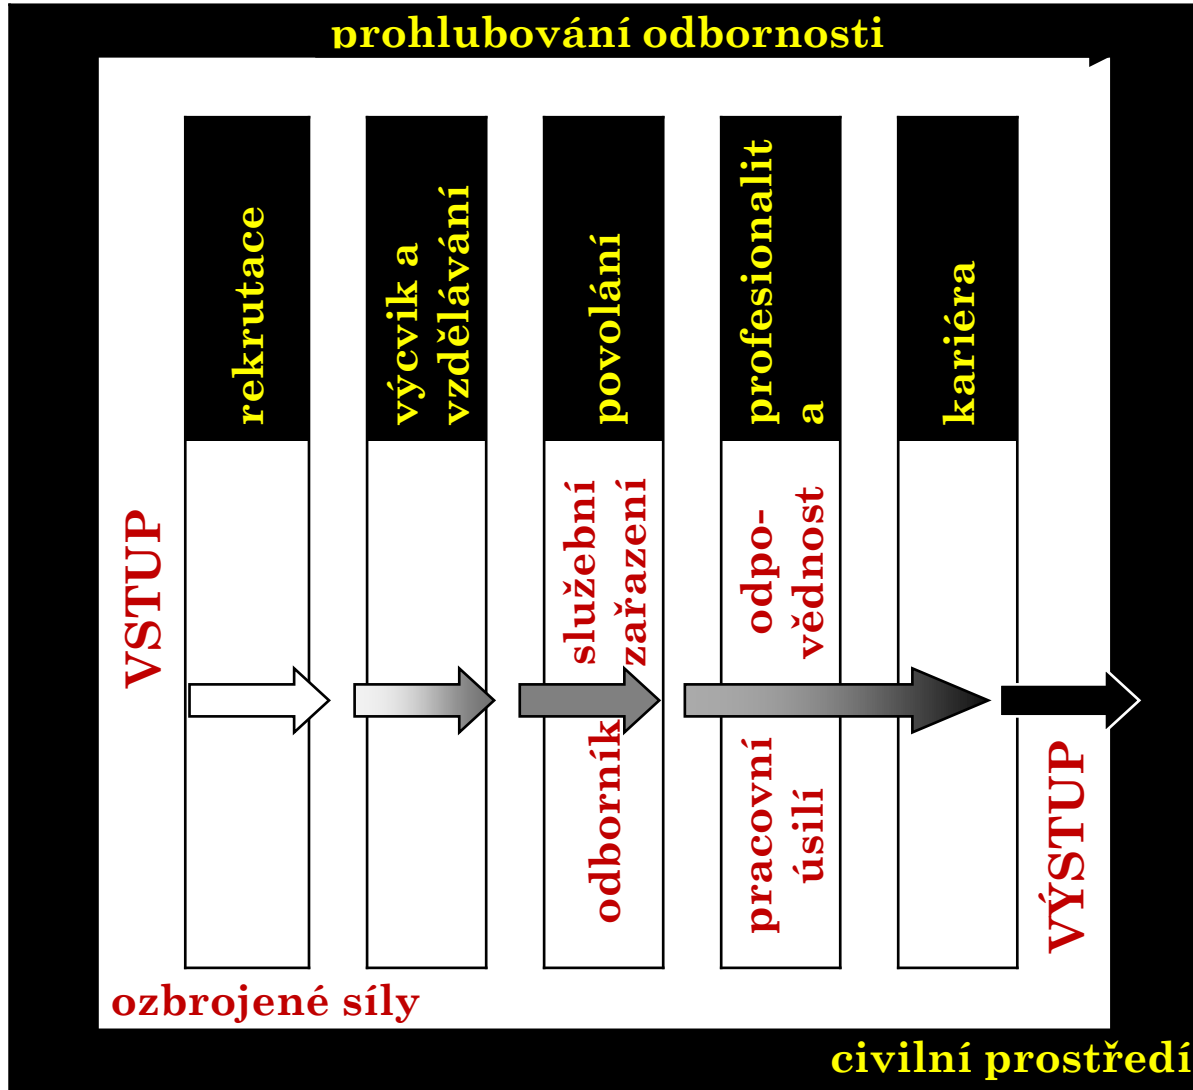 prohlubování odbornosti
rekrutace
výcvik a
vzdělávání
povolání
profesionalit
a
kariéra
VSTUP
služební
zařazení
odborník
odpo-
vědnost
pracovní
úsilí
VÝSTUP
ozbrojené síly
civilní prostředí